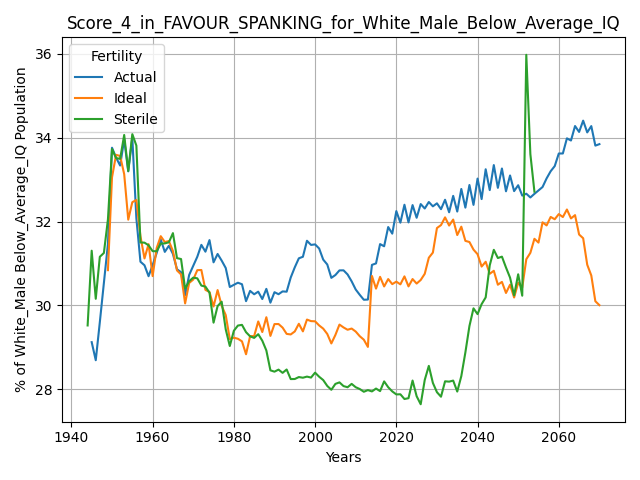 Score_4_in_FAVOUR_SPANKING_for_White_Male_Below_Average_IQ
Fertility
Actual
Ideal
Sterile
% of White_Male Below_Average_IQ Population
36
34
32
30
28
1940 1960 1980 2000 2020 2040 2060
Years